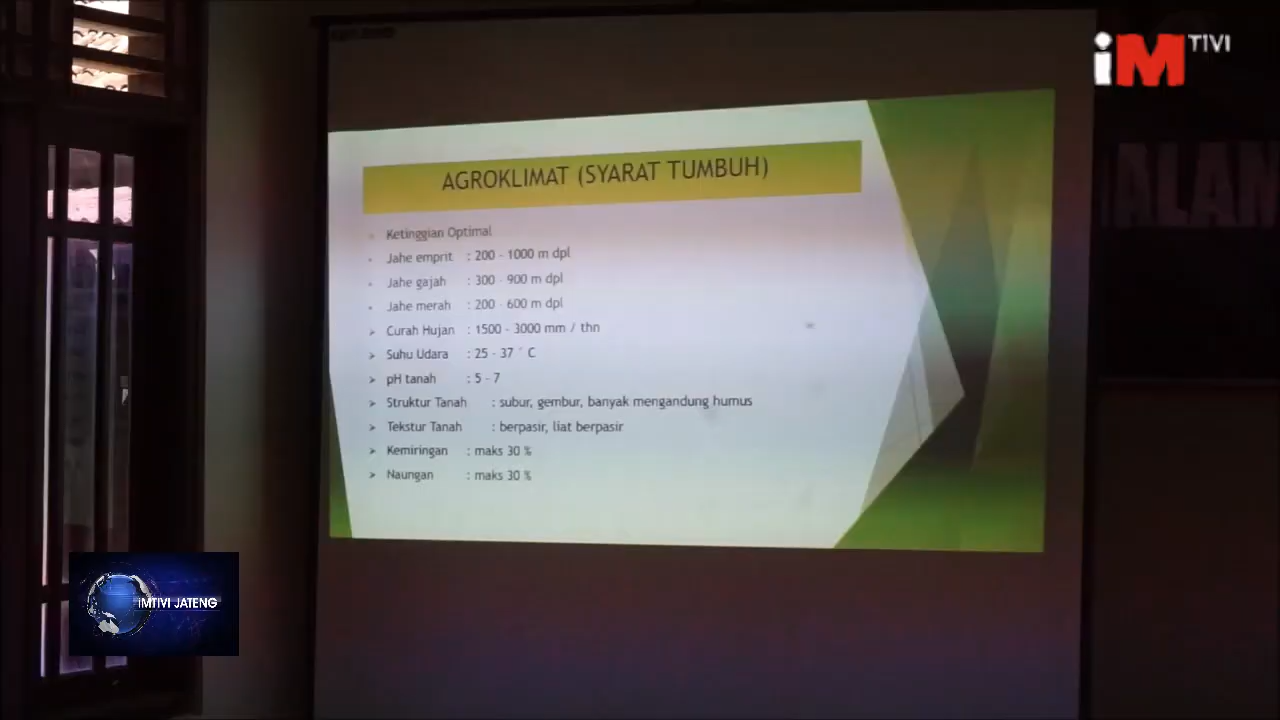 iM TIVI
ALAN
AGROKLIMAT (SYARAT TUMBUH)
Ketinggian Optimal
Jahe emprit : 200 - 1000 m dpl
Jahe gajah : 300 - 900 m dpl
Jahe merah : 200 - 600 m dpl
Curah Hujan : 1500 - 3000 mm / thn
Suhu Udara : 25 - 37 ° C
pH tanah : 5 - 7
Struktur Tanah : subur, gembur, banyak mengandung humus
Tekstur Tanah : berpasir, liat berpasir
Kemiringan : maks 30 %
Naungan : maks 30 %
iMTIVI JATENG